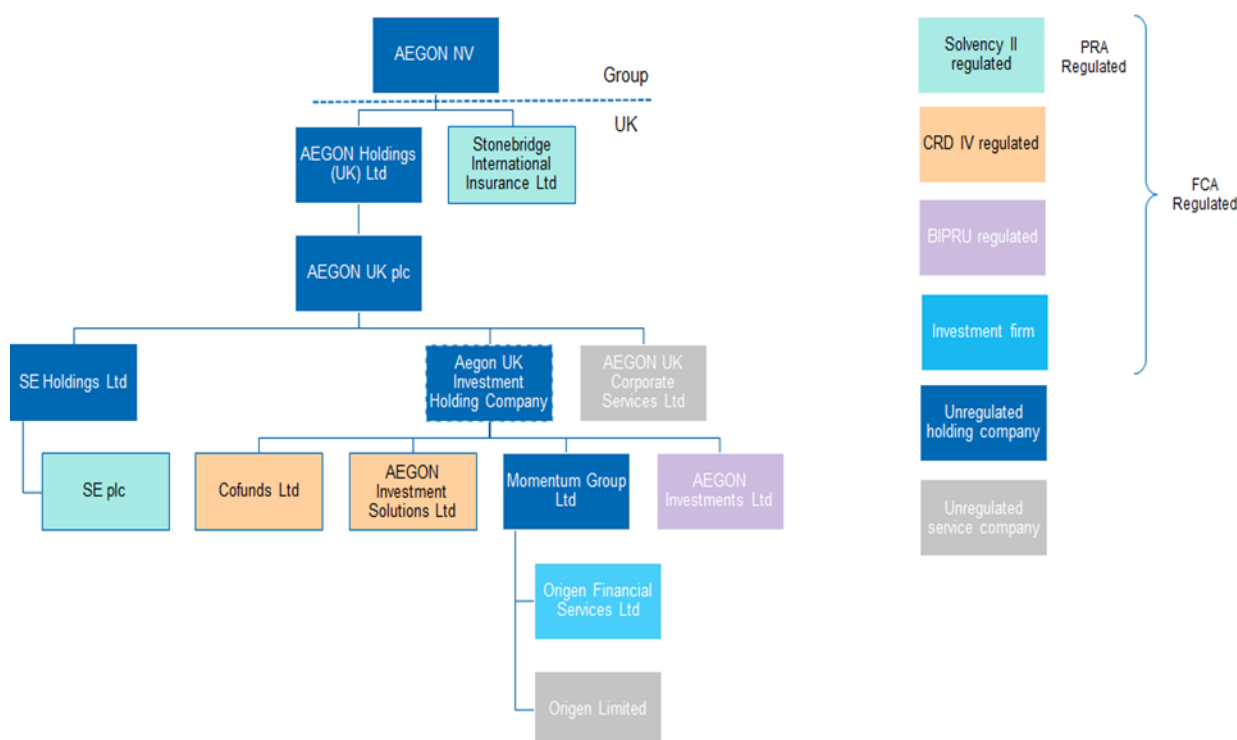 AEGON NV
Group
UK
AEGON Holdings
(UK) Ltd
Stonebridge
International
Insurance Ltd
AEGON UK plc
SE Holdings Ltd
Aegon UK
Investment
Holding Company
AEGON UK
Corporate
Services Ltd
SE plc
Cofunds Ltd
AEGON
Investment
Solutions Ltd
Momentum Group
Ltd
AEGON
Investments Ltd
Origen Financial
Services Ltd
Origen Limited
Solvency II
regulated
PRA
Regulated
CRD IV regulated
FCA
Regulated
BIPRU regulated
Investment firm
Unregulated
holding company
Unregulated
service company